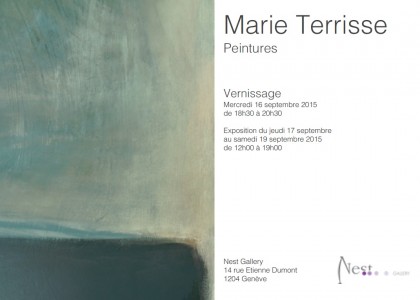 Marie Terrisse
Peintures
Vernissage
Mercredi 16 septembre 2015
de 18h30 à 20h30
Exposition du jeudi 17 septembre
au samedi 19 septembre 2015
de 12h00 à 19h00
Nest Gallery
14 rue Etienne Dumont
1204 Genève
Nest